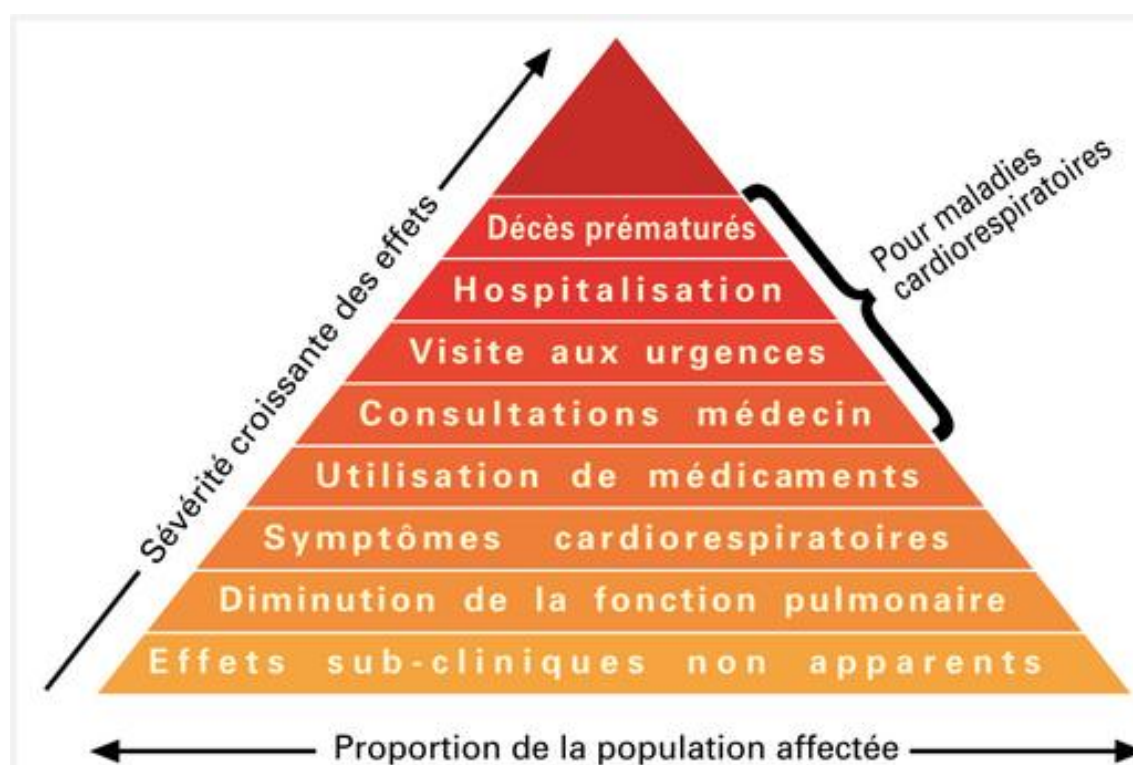 Sévérité croissante des effets
Pour maladies
cardiorespiratoires
Décès prématurés
Hospitalisation
Visite aux urgences
Consultations médecin
Utilisation de médicaments
Symptômes cardiorespiratoires
Diminution de la fonction pulmonaire
Effets sub-cliniques non apparents
Proportion de la population affectée